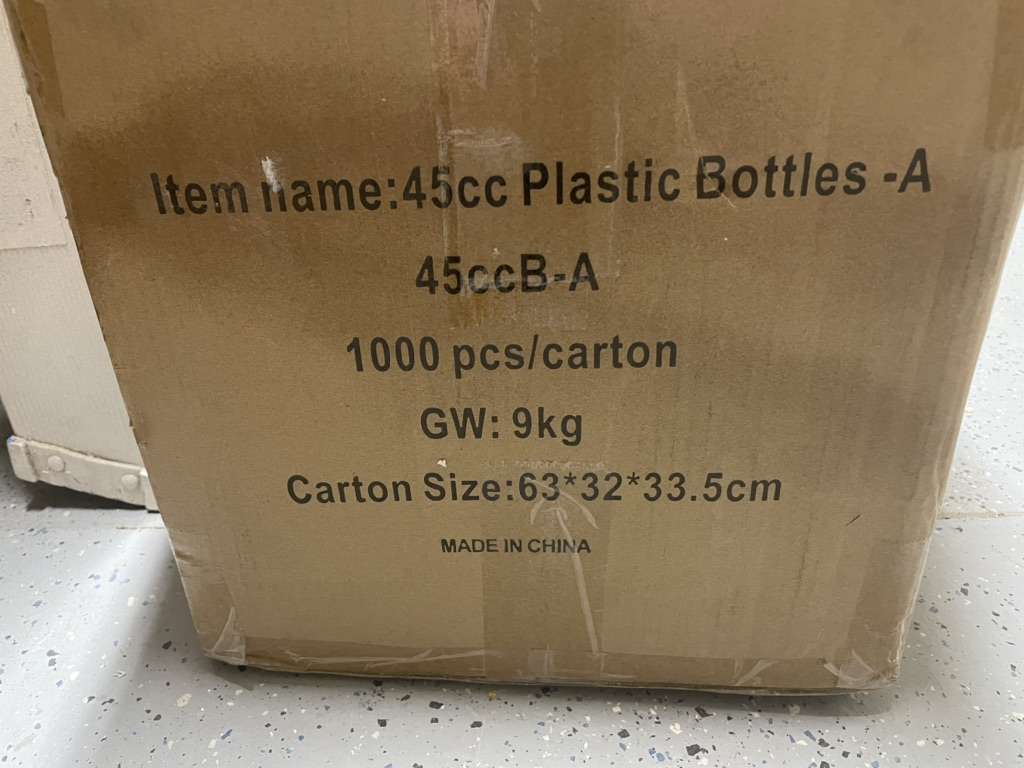 Item name:45cc Plastic Bottles -A
45ccB-A
1000 pcs/carton
GW: 9kg
Carton Size:63*32*33.5cm
MADE IN CHINA